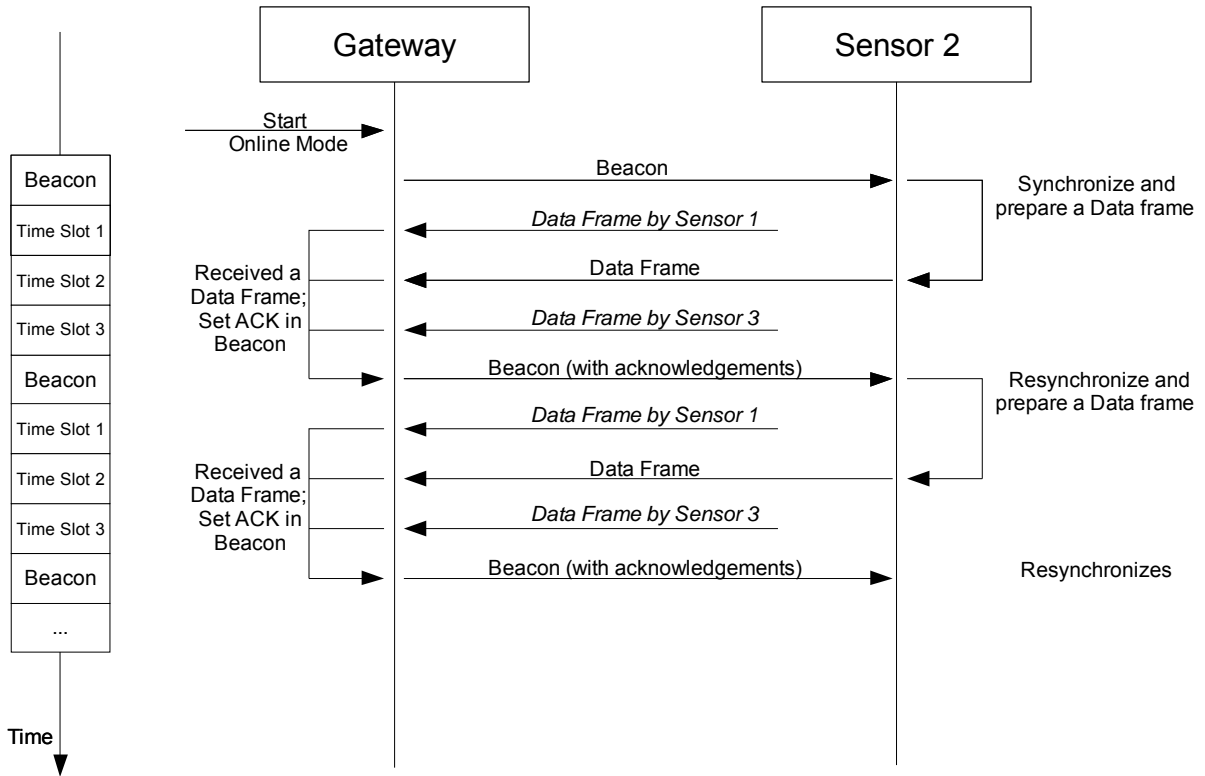 Gateway
Sensor 2
Start
Online Mode
Beacon
Beacon
Synchronize and
prepare a Data frame
Time Slot 1
Data Frame by Sensor 1
Time Slot 2
Received a
Data Frame;
Set ACK in
Beacon
Data Frame
Time Slot 3
Data Frame by Sensor 3
Beacon
Beacon (with acknowledgements)
Resynchronize and
prepare a Data frame
Time Slot 1
Data Frame by Sensor 1
Time Slot 2
Received a
Data Frame;
Set ACK in
Beacon
Data Frame
Time Slot 3
Data Frame by Sensor 3
Beacon
Beacon (with acknowledgements)
Resynchronizes
...
Time